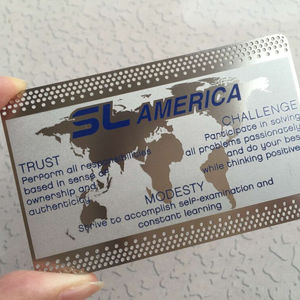 SL AMERICA
CHALLENGE
Participate in solving
all problems passionately
and do your best
while thinking positive
TRUST
Perform all responsibilities
based in sense of
ownership and
authenticity
MODESTY
Strive to accomplish self-examination and
constant learning